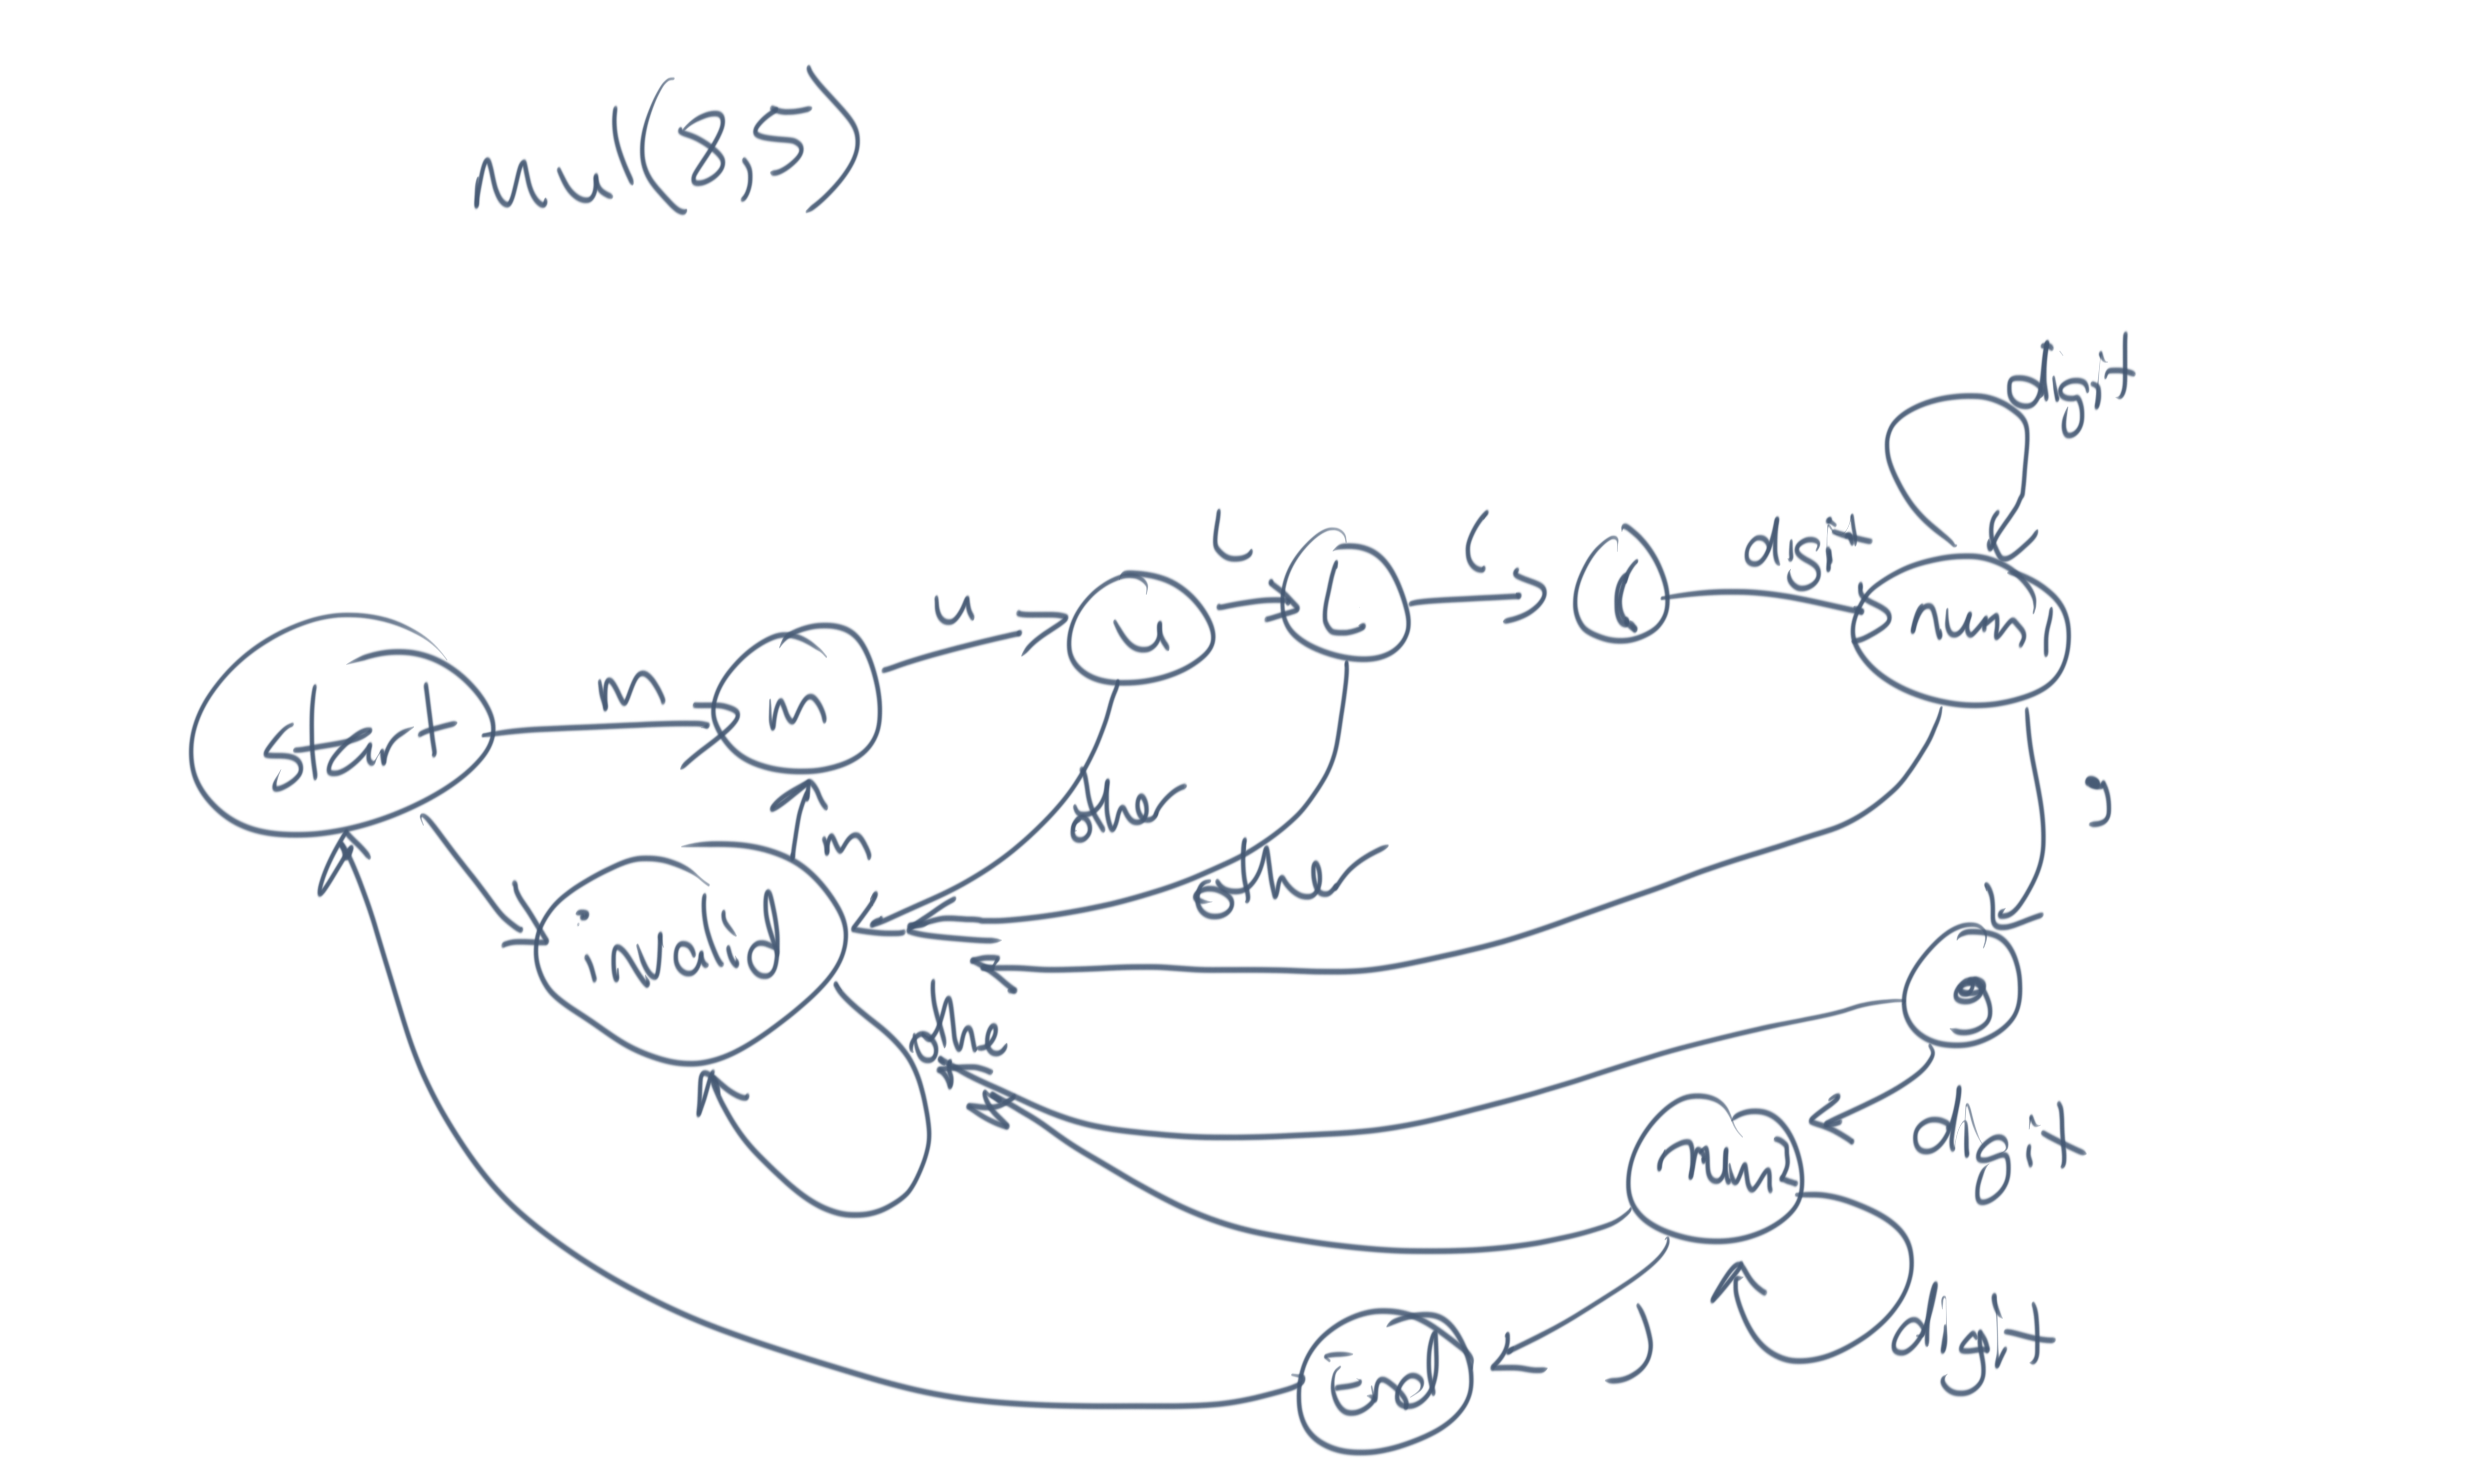 mul(8,5)
digit
L
(
digit
u
L
(
num1
u
m
m
start
,
other
m
other
invalid
,
othe
digit
num2
digit
)
End